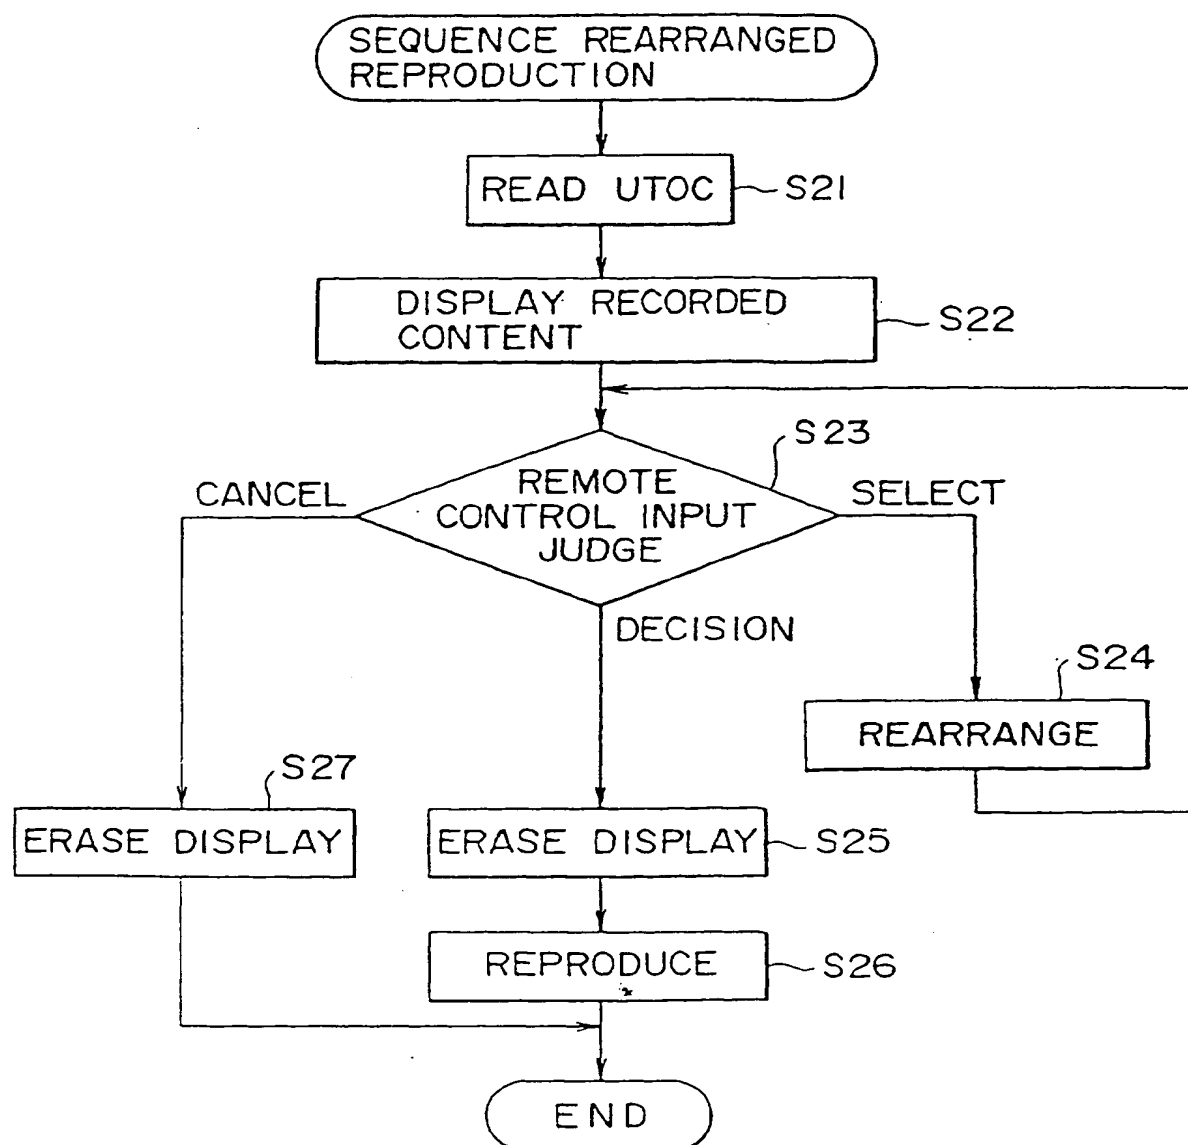 SEQUENCE REARRANGED
REPRODUCTION
READ UTOC
S21
DISPLAY RECORDED
CONTENT
S22
S23
CANCEL
REMOTE
CONTROL INPUT
JUDGE
SELECT
DECISION
S24
REARRANGE
S27
ERASE DISPLAY
ERASE DISPLAY
S25
REPRODUCE
S26
END